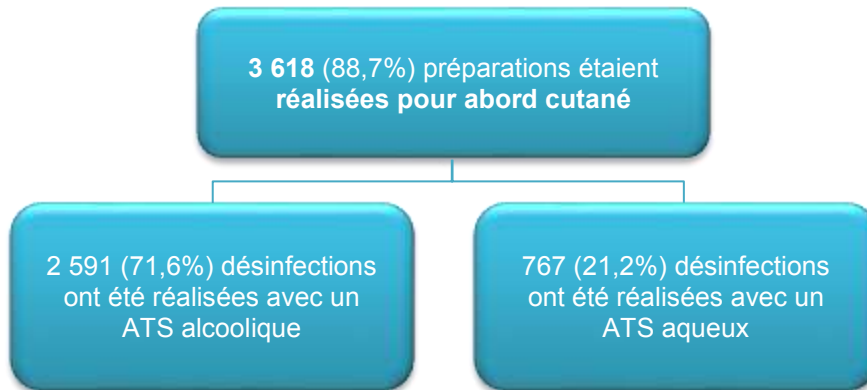 3 618 (88,7%) préparations étaient
réalisées pour abord cutané
2 591 (71,6%) désinfections
ont été réalisées avec un
ATS alcoolique
767 (21,2%) désinfections
ont été réalisées avec un
ATS aqueux